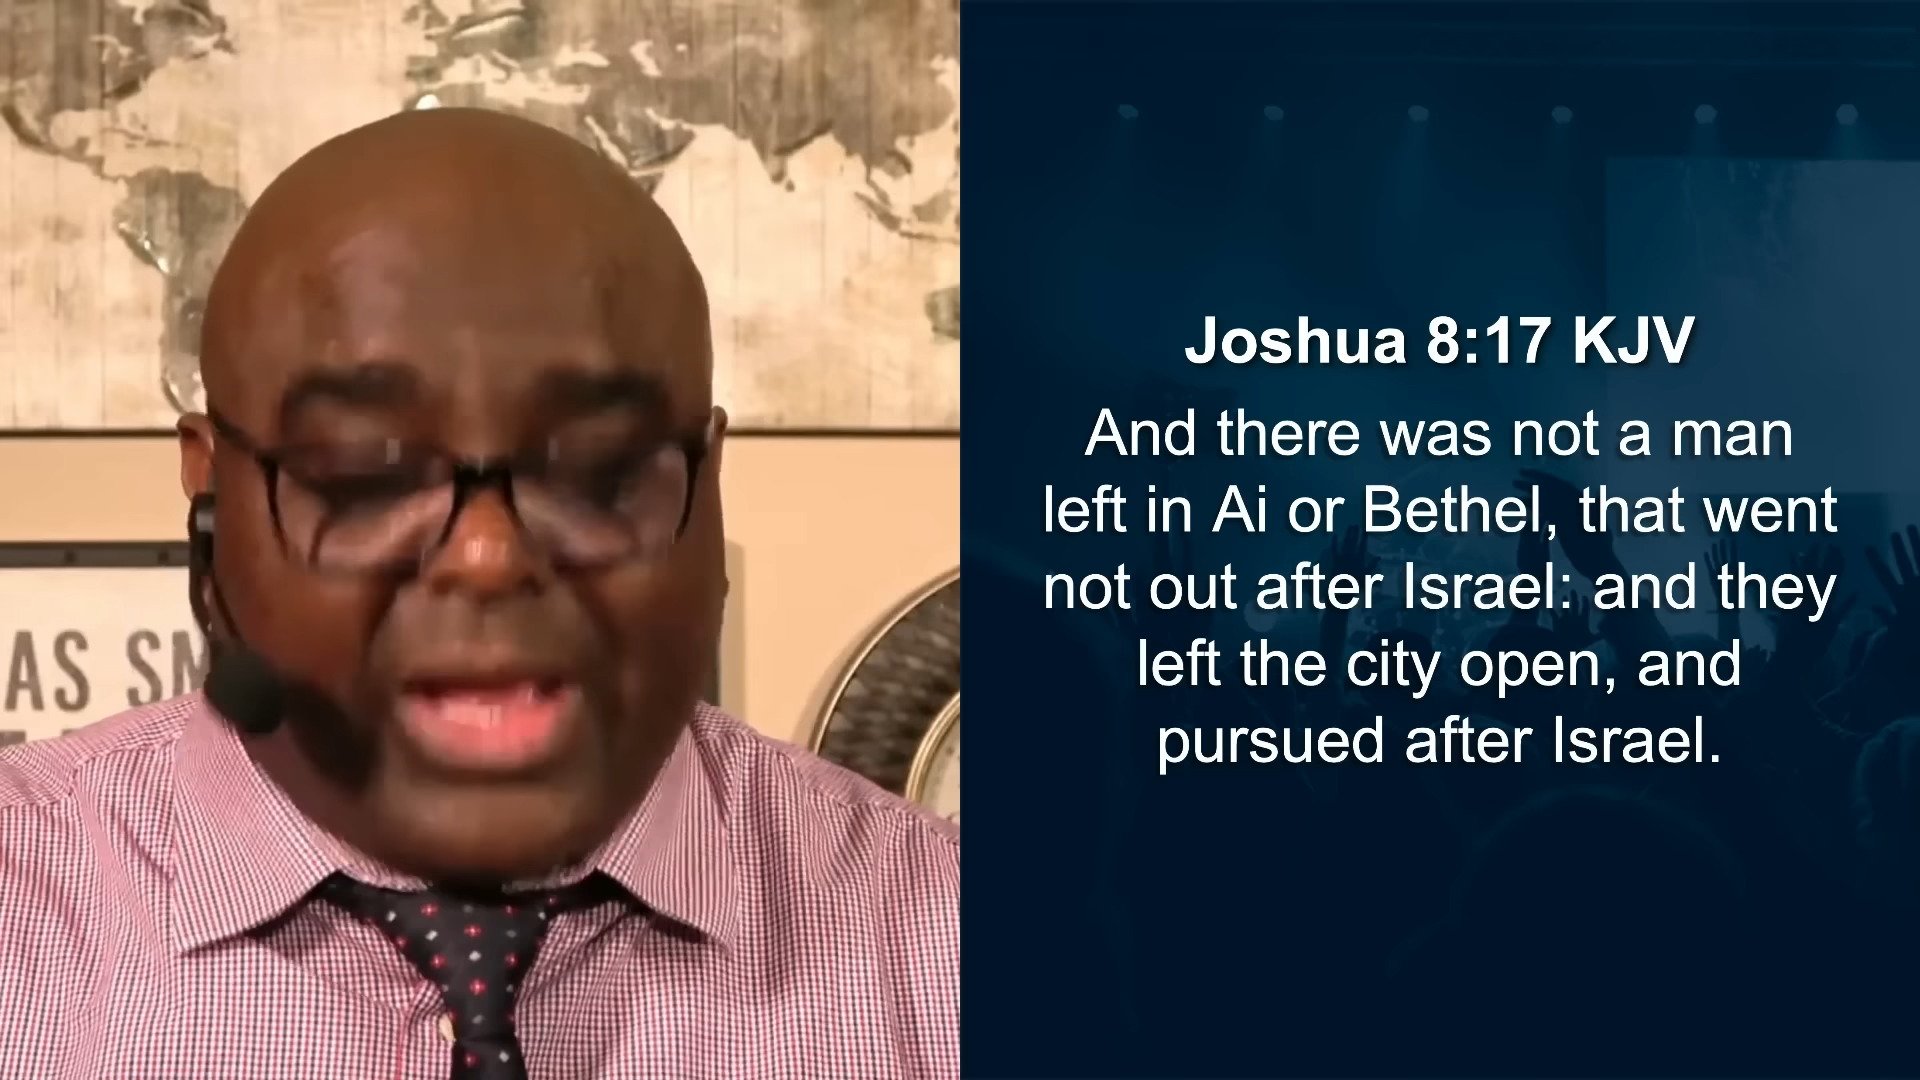 AS SM
Joshua 8:17 KJV
And there was not a man
left in Ai or Bethel, that went
not out after Israel: and they
left the city open, and
pursued after Israel.